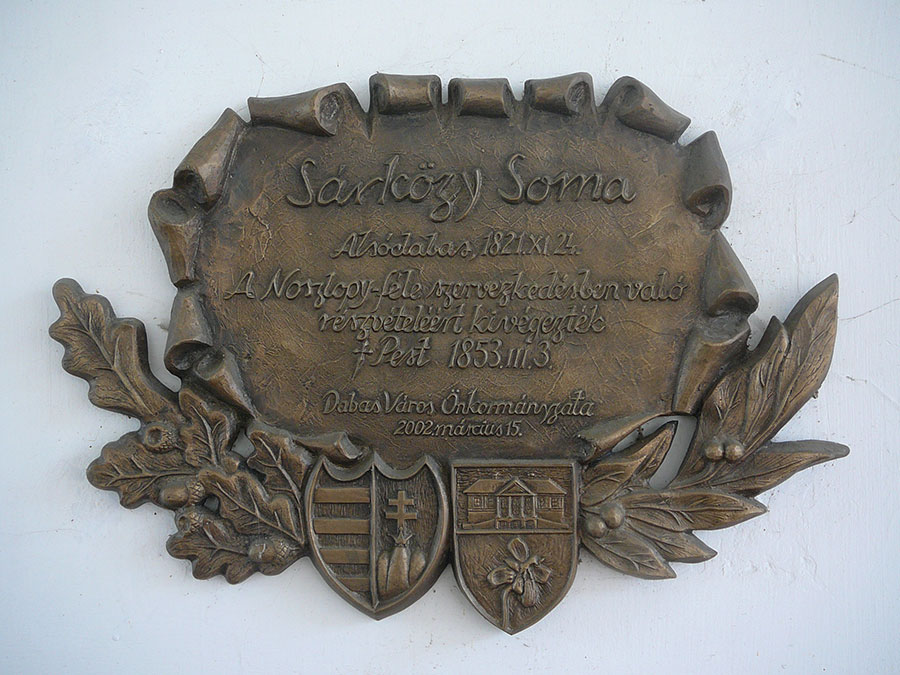 Sárközy Soma
Alsódabas, 1821.XI.24.
A Noszlopy-féle szervezkedésben való
részvételéért kivégezték
† Pest 1853.III.3.
Dabas Város Önkormányzata
2002.március 15.